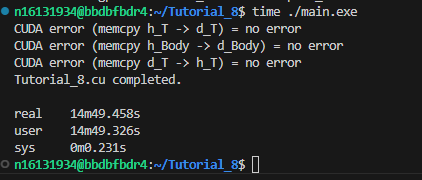 n16131934@bbdbfbdr4:~/Tutorial_8$ time ./main.exe
CUDA error (memcpy h_T -> d_T) = no error
CUDA error (memcpy h_Body -> d_Body) = no error
CUDA error (memcpy d_T -> h_T) = no error
Tutorial_8.cu completed.
real    14m49.458s
user    14m49.326s
sys     0m0.231s
n16131934@bbdbfbdr4:~/Tutorial_8$